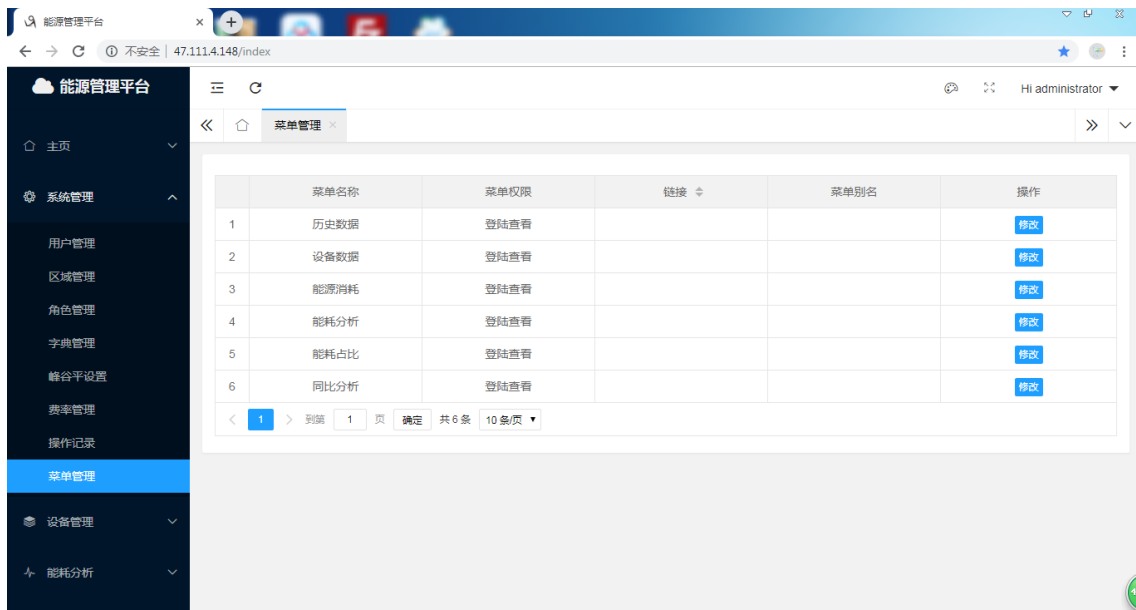 能源管理平台
不安全 | 47.111.4.148/index
能源管理平台
Hi administrator
菜单管理
主页
系统管理
用户管理
区域管理
角色管理
字典管理
峰谷平设置
费率管理
操作记录
菜单管理
设备管理
能耗分析
菜单名称 菜单权限 链接 菜单别名 操作
1 历史数据 登陆查看 修改
2 设备数据 登陆查看 修改
3 能源消耗 登陆查看 修改
4 能耗分析 登陆查看 修改
5 能耗占比 登陆查看 修改
6 同比分析 登陆查看 修改
1 到第 1 页 确定 共 6 条 10 条/页